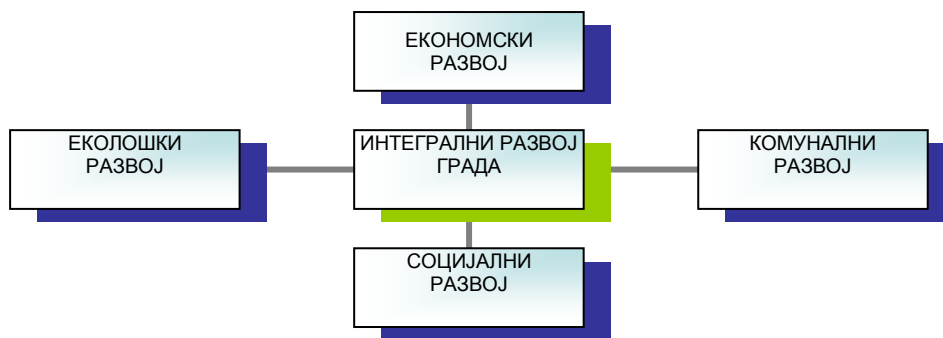 ЕКОНОМСКИ
РАЗВОЈ
ЕКОЛОШКИ
РАЗВОЈ
ИНТЕГРАЛНИ РАЗВОЈ
ГРАДА
КОМУНАЛНИ
РАЗВОЈ
СОЦИЈАЛНИ
РАЗВОЈ